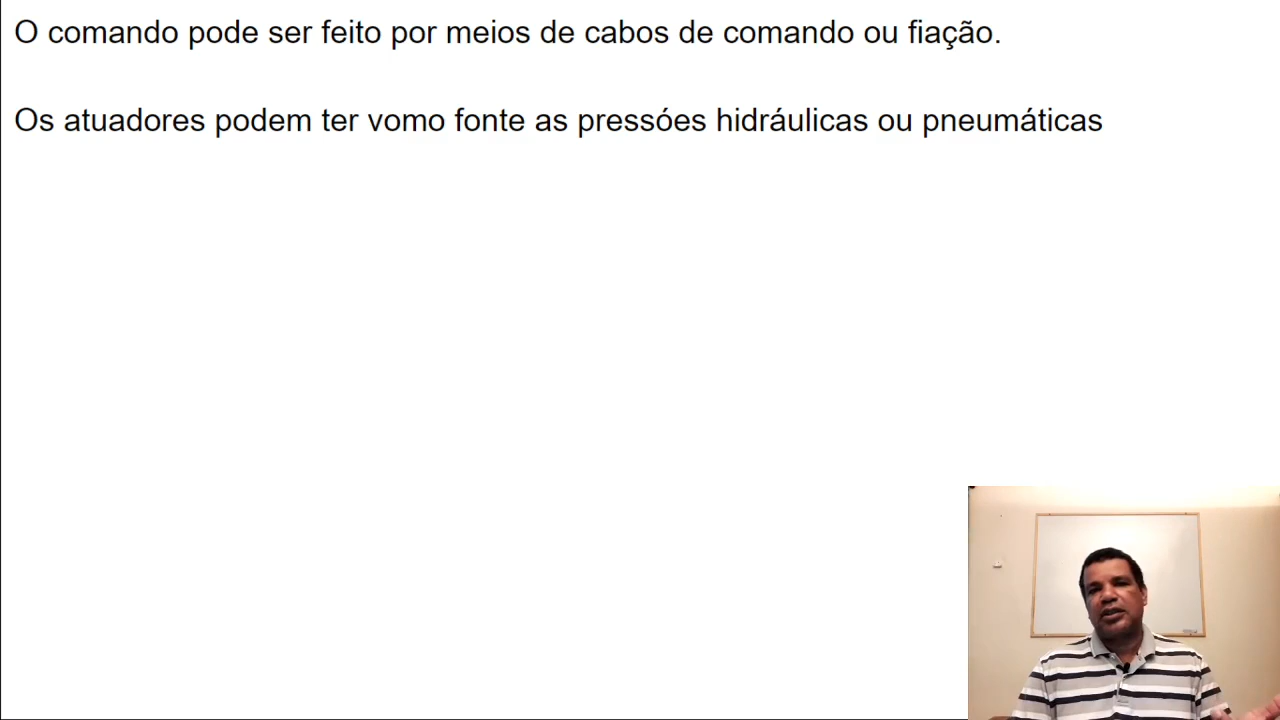 O comando pode ser feito por meios de cabos de comando ou fiação.
Os atuadores podem ter vomo fonte as pressóes hidráulicas ou pneumáticas